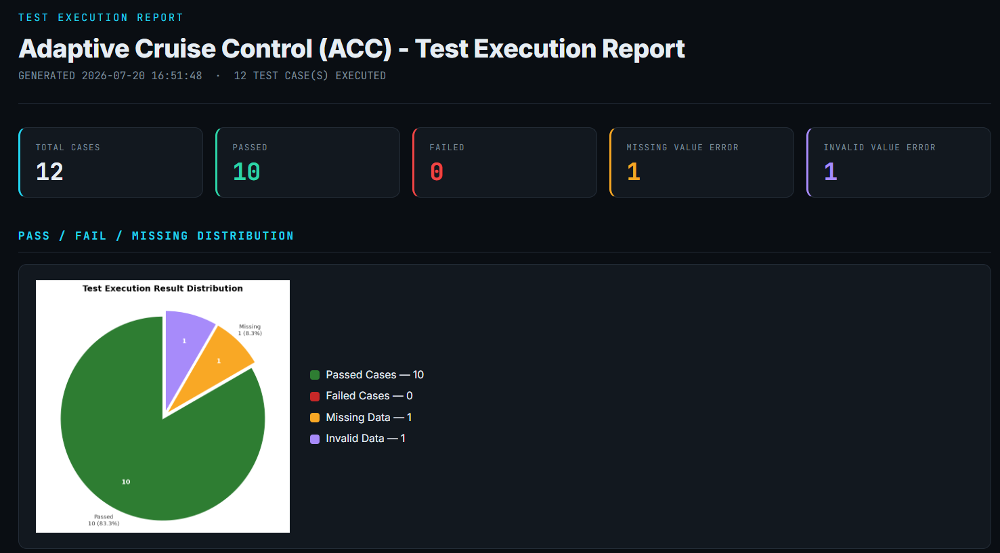 TEST EXECUTION REPORT
Adaptive Cruise Control (ACC) - Test Execution Report
GENERATED 2026-07-20 16:51:48 · 12 TEST CASE(S) EXECUTED
TOTAL CASES
12
PASSED
10
FAILED
0
MISSING VALUE ERROR
1
INVALID VALUE ERROR
1
PASS / FAIL / MISSING DISTRIBUTION
Test Execution Result Distribution
Missing
1 (8.3%)
1
1
10
Passed
10 (83.3%)
Passed Cases — 10
Failed Cases — 0
Missing Data — 1
Invalid Data — 1